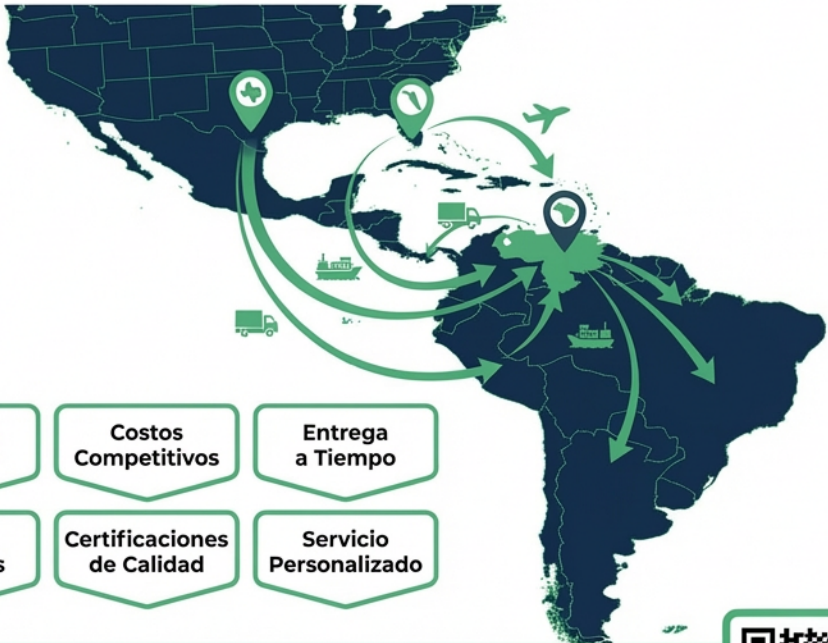 Costos
Competitivos
Entrega
a Tiempo
s
Certificaciones
de Calidad
Servicio
Personalizado